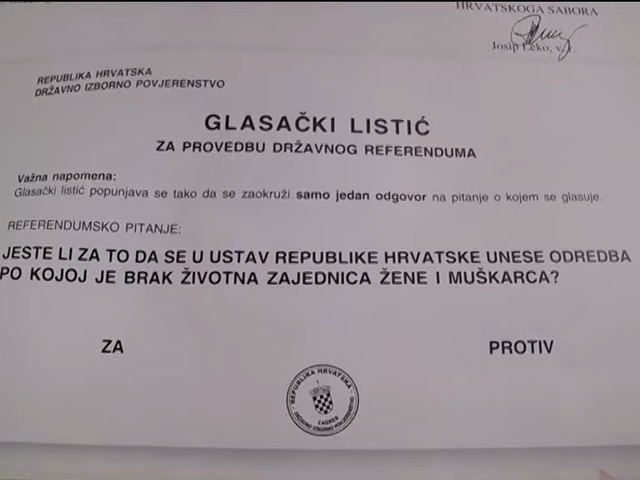 HRVATSKOGA SABORA
Josip Leko, v.r.
REPUBLIKA HRVATSKA
DRŽAVNO IZBORNO POVJERENSTVO
GLASAČKI LISTIĆ
ZA PROVEDBU DRŽAVNOG REFERENDUMA
Važna napomena:
Glasački listić popunjava se tako da se zaokruži samo jedan odgovor na pitanje o kojem se glasuje.
REFERENDUMSKO PITANJE:
JESTE LI ZA TO DA SE U USTAV REPUBLIKE HRVATSKE UNESE ODREDBA
PO KOJOJ JE BRAK ŽIVOTNA ZAJEDNICA ŽENE I MUŠKARCA?
ZA
PROTIV
REPUBLIKA HRVATSKA
DRŽAVNO IZBORNO POVJERENSTVO
ZAGREB